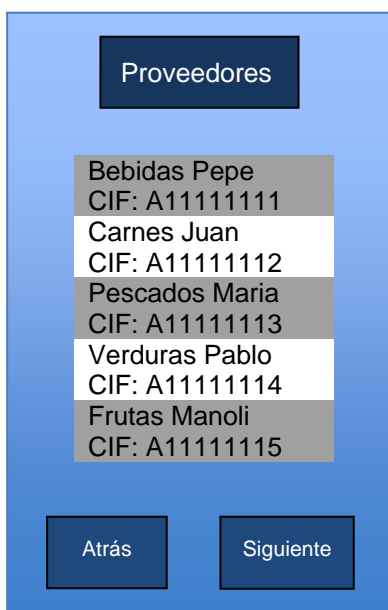 Proveedores
Bebidas Pepe
CIF: A11111111
Carnes Juan
CIF: A11111112
Pescados Maria
CIF: A11111113
Verduras Pablo
CIF: A11111114
Frutas Manoli
CIF: A11111115
Atrás
Siguiente